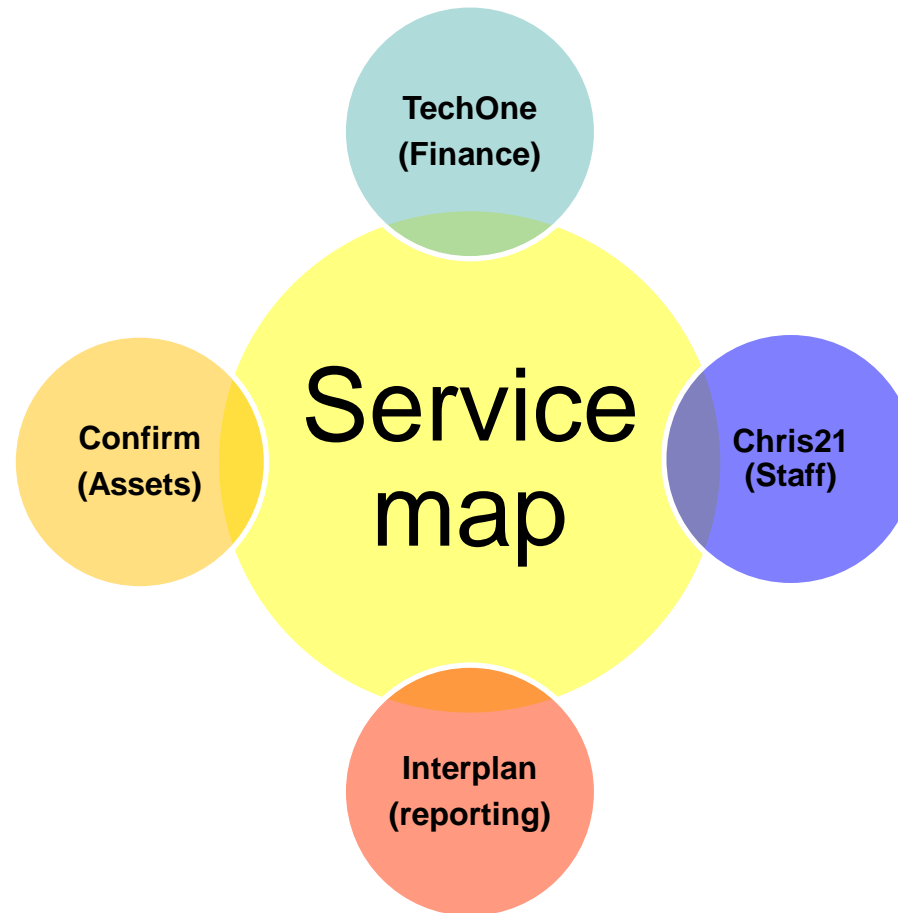 TechOne
(Finance)
Service
map
Confirm
(Assets)
Chris21
(Staff)
Interplan
(reporting)